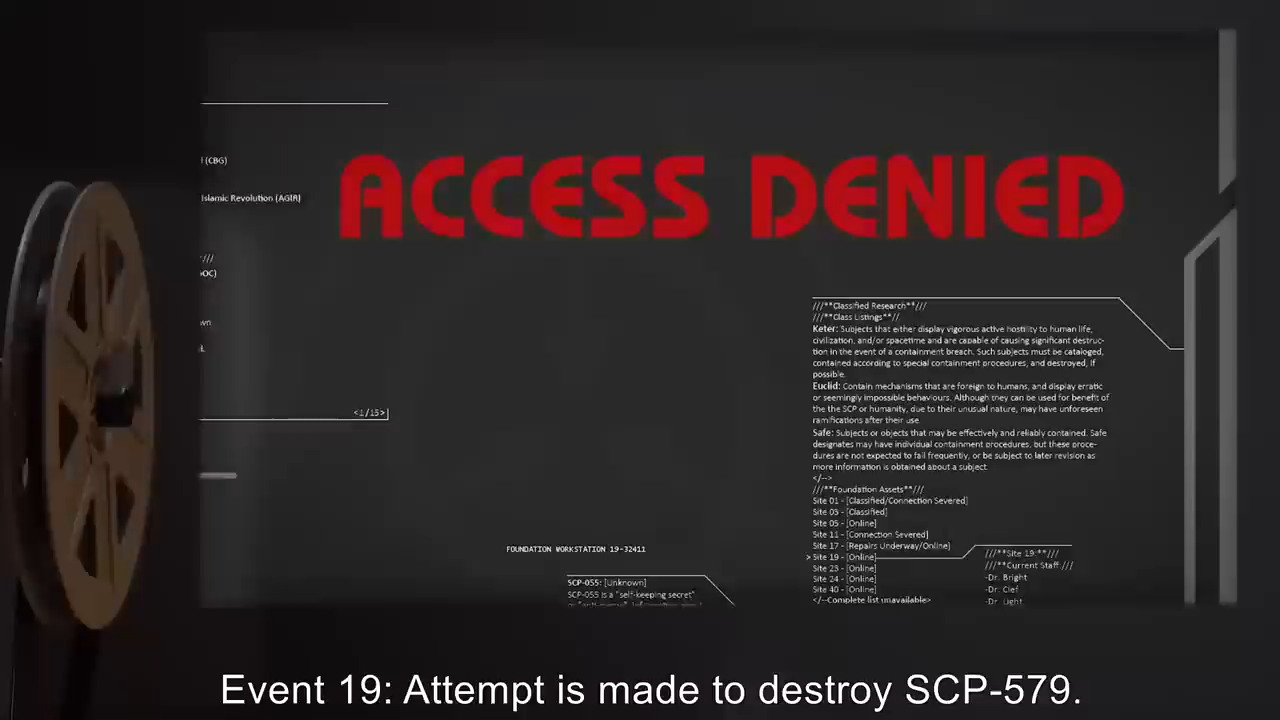 ACCESS DENIED
(CBG)
Islamic Revolution (AGIR)
///
<1/15>
///**Classified Research**///
///**Class Listings**//
Keter: Subjects that either display vigorous active hostility to human life,
civilization, and/or spacetime and are capable of causing significant destruc-
tion in the event of a containment breach. Such subjects must be cataloged,
contained according to special containment procedures, and destroyed, if
possible.
Euclid: Contain mechanisms that are foreign to humans, and display erratic
or seemingly impossible behaviours. Although they can be used for benefit of
the the SCP or humanity, due to their unusual nature, may have unforeseen
ramifications after their use.
Safe: Subjects or objects that may be effectively and reliably contained. Safe
designates may have individual containment procedures, but these proce-
dures are not expected to fail frequently, or be subject to later revision as
more information is obtained about a subject.
</-->
///**Foundation Assets**///
Site 01 - [Classified/Connection Severed]
Site 03 - [Classified]
Site 05 - [Online]
Site 11 - [Connection Severed]
Site 17 - [Repairs Underway/Online]
> Site 19 - [Online]
Site 23 - [Online]
Site 24 - [Online]
Site 40 - [Online]
</--Complete list unavailable>
///**Site 19:**///
///**Current Staff:///
-Dr. Bright
-Dr. Clef
-Dr. Light
FOUNDATION WORKSTATION 19-32411
SCP-055: [Unknown]
SCP-055 is a "self-keeping secret"
Event 19: Attempt is made to destroy SCP-579.